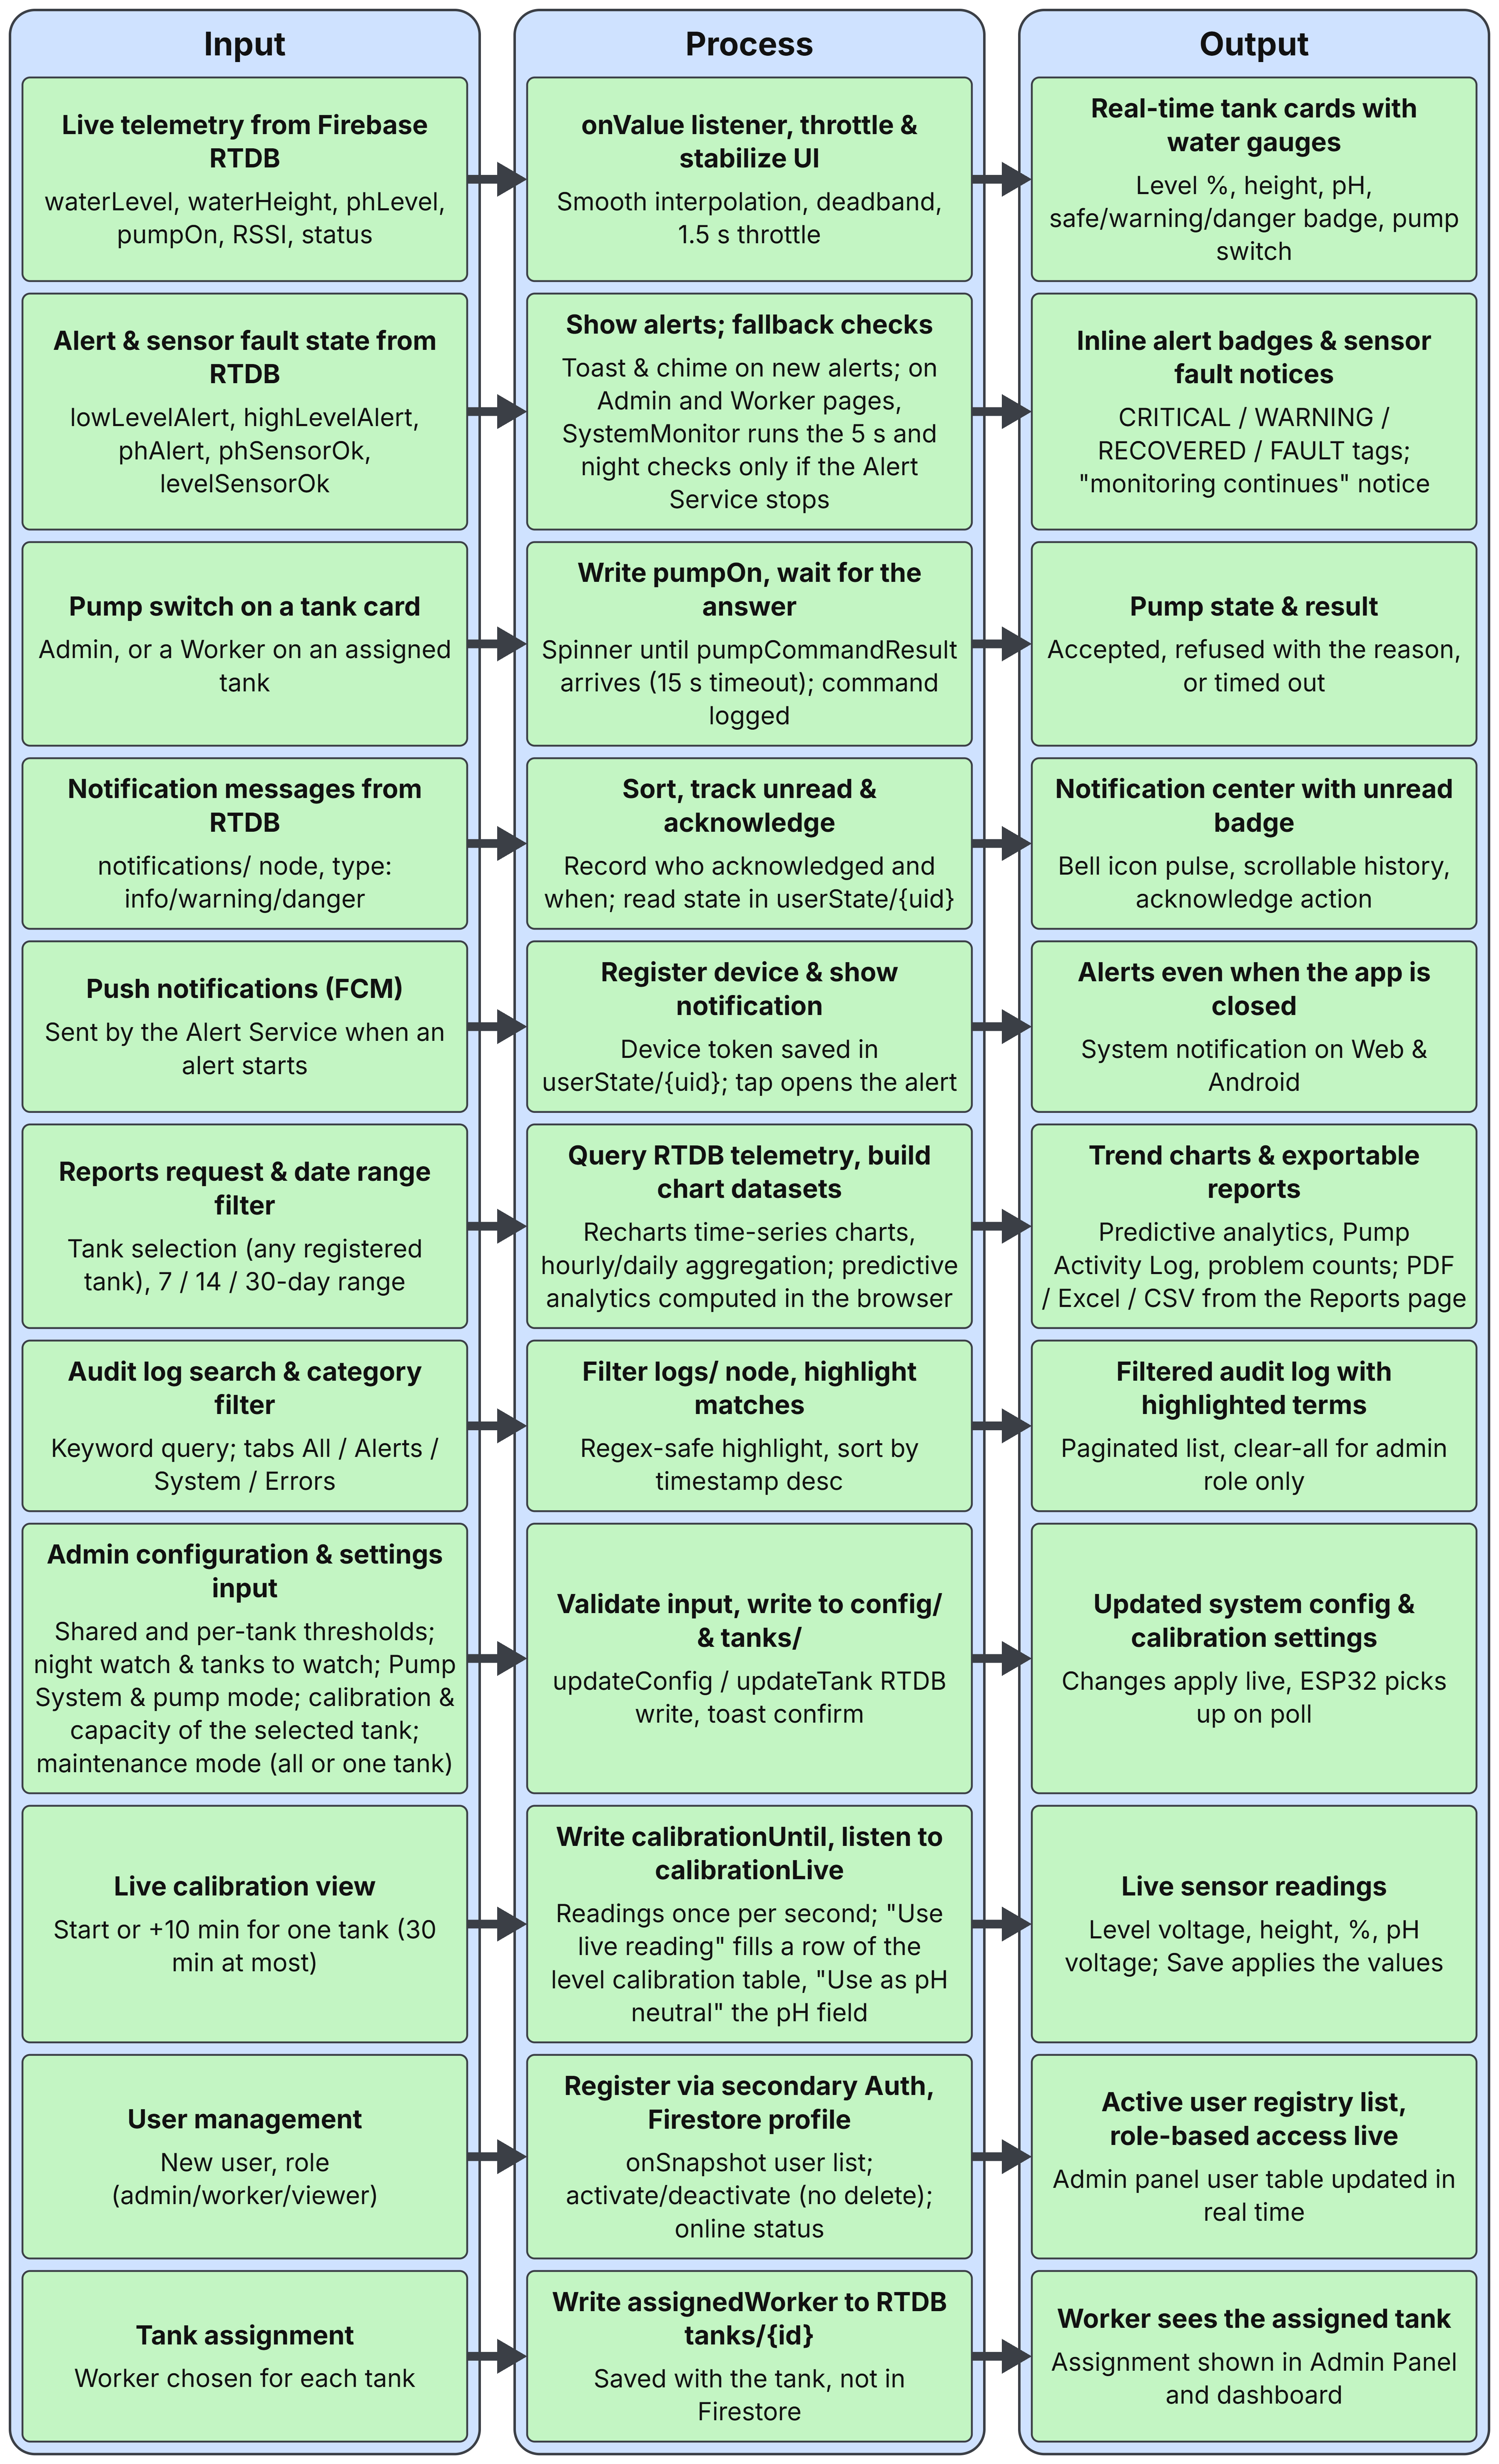 Input
Process
Output
Live telemetry from Firebase
RTDB
waterLevel, waterHeight, phLevel,
pumpOn, RSSI, status
onValue listener, throttle &
stabilize UI
Smooth interpolation, deadband,
1.5 s throttle
Real-time tank cards with
water gauges
Level %, height, pH,
safe/warning/danger badge, pump
switch
Alert & sensor fault state from
RTDB
lowLevelAlert, highLevelAlert,
phAlert, phSensorOk,
levelSensorOk
Show alerts; fallback checks
Toast & chime on new alerts; on
Admin and Worker pages,
SystemMonitor runs the 5 s and
night checks only if the Alert
Service stops
Inline alert badges & sensor
fault notices
CRITICAL / WARNING /
RECOVERED / FAULT tags;
"monitoring continues" notice
Pump switch on a tank card
Admin, or a Worker on an assigned
tank
Write pumpOn, wait for the
answer
Spinner until pumpCommandResult
arrives (15 s timeout); command
logged
Pump state & result
Accepted, refused with the reason,
or timed out
Notification messages from
RTDB
notifications/ node, type:
info/warning/danger
Sort, track unread &
acknowledge
Record who acknowledged and
when; read state in userState/{uid}
Notification center with unread
badge
Bell icon pulse, scrollable history,
acknowledge action
Push notifications (FCM)
Sent by the Alert Service when an
alert starts
Register device & show
notification
Device token saved in
userState/{uid}; tap opens the alert
Alerts even when the app is
closed
System notification on Web &
Android
Reports request & date range
filter
Tank selection (any registered
tank), 7 / 14 / 30-day range
Query RTDB telemetry, build
chart datasets
Recharts time-series charts,
hourly/daily aggregation; predictive
analytics computed in the browser
Trend charts & exportable
reports
Predictive analytics, Pump
Activity Log, problem counts; PDF
/ Excel / CSV from the Reports page
Audit log search & category
filter
Keyword query; tabs All / Alerts /
System / Errors
Filter logs/ node, highlight
matches
Regex-safe highlight, sort by
timestamp desc
Filtered audit log with
highlighted terms
Paginated list, clear-all for admin
role only
Admin configuration & settings
input
Shared and per-tank thresholds;
night watch & tanks to watch; Pump
System & pump mode; calibration &
capacity of the selected tank;
maintenance mode (all or one tank)
Validate input, write to config/
& tanks/
updateConfig / updateTank RTDB
write, toast confirm
Updated system config &
calibration settings
Changes apply live, ESP32 picks
up on poll
Live calibration view
Start or +10 min for one tank (30
min at most)
Write calibrationUntil, listen to
calibrationLive
Readings once per second; "Use
live reading" fills a row of the
level calibration table, "Use as pH
neutral" the pH field
Live sensor readings
Level voltage, height, %, pH
voltage; Save applies the values
User management
New user, role
(admin/worker/viewer)
Register via secondary Auth,
Firestore profile
onSnapshot user list;
activate/deactivate (no delete);
online status
Active user registry list,
role-based access live
Admin panel user table updated in
real time
Tank assignment
Worker chosen for each tank
Write assignedWorker to RTDB
tanks/{id}
Saved with the tank, not in
Firestore
Worker sees the assigned tank
Assignment shown in Admin Panel
and dashboard